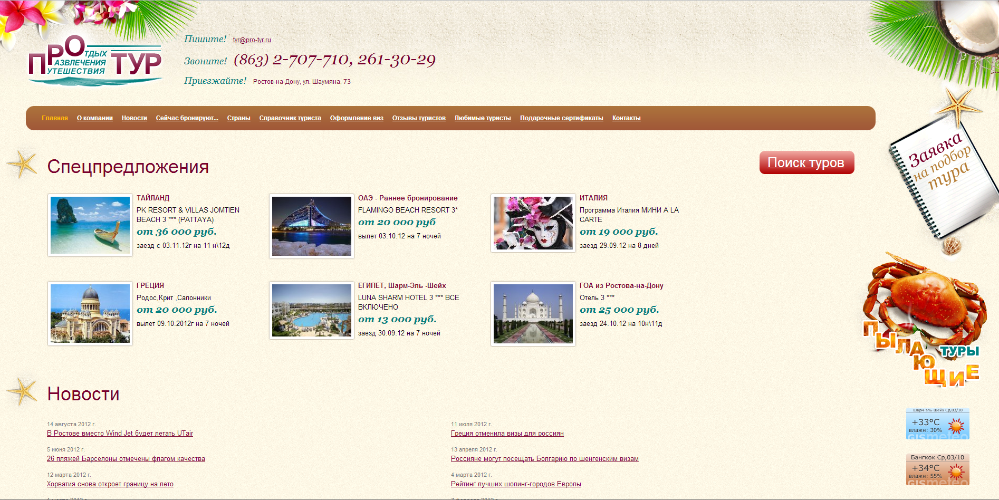 ПРО ТУР
ОТДЫХ
РАЗВЛЕЧЕНИЯ
ПУТЕШЕСТВИЯ
Пишите! tyr@pro-tyr.ru
Звоните! (863) 2-707-710, 261-30-29
Приезжайте! Ростов-на-Дону, ул. Шаумяна, 73
Главная О компании Новости Сейчас бронируют... Страны Справочник туриста Оформление виз Отзывы туристов Любимые туристы Подарочные сертификаты Контакты
Спецпредложения
Поиск туров
Заявка
на подбор
тура
ТАЙЛАНД
PK RESORT & VILLAS JOMTIEN
BEACH 3 *** (PATTAYA)
от 36 000 руб.
заезд с 03.11.12г на 11 н\12д
ОАЭ - Раннее бронирование
FLAMINGO BEACH RESORT 3*
от 20 000 руб
вылет 03.10.12 на 7 ночей
ИТАЛИЯ
Программа Италия МИНИ A LA
CARTE
от 19 000 руб.
заезд 29.09.12 на 8 дней
ГРЕЦИЯ
Родос,Крит ,Салонники
от 20 000 руб.
вылет 09.10.2012г на 7 ночей
ЕГИПЕТ, Шарм-Эль -Шейх
LUNA SHARM HOTEL 3 *** ВСЕ
ВКЛЮЧЕНО
от 13 000 руб.
заезд 30.09.12 на 7 ночей
ГОА из Ростова-на-Дону
Отель 3 ***
от 25 000 руб.
заезд 24.10.12 на 10н\11д
ПЫЛАЮЩИЕ
ТУРЫ
Новости
14 августа 2012 г.
В Ростове вместо Wind Jet будет летать UTair
5 июня 2012 г.
26 пляжей Барселоны отмечены флагом качества
12 марта 2012 г.
Хорватия снова откроет границу на лето
11 июля 2012 г.
Греция отменила визы для россиян
13 апреля 2012 г.
Россияне могут посещать Болгарию по шенгенским визам
4 марта 2012 г.
Рейтинг лучших шопинг-городов Европы
Шарм-эль-Шейх Ср,03/10
+33°C
влажн: 30%
GISmeteo
Бангкок Ср,03/10
+34°C
влажн: 55%
GISmeteo